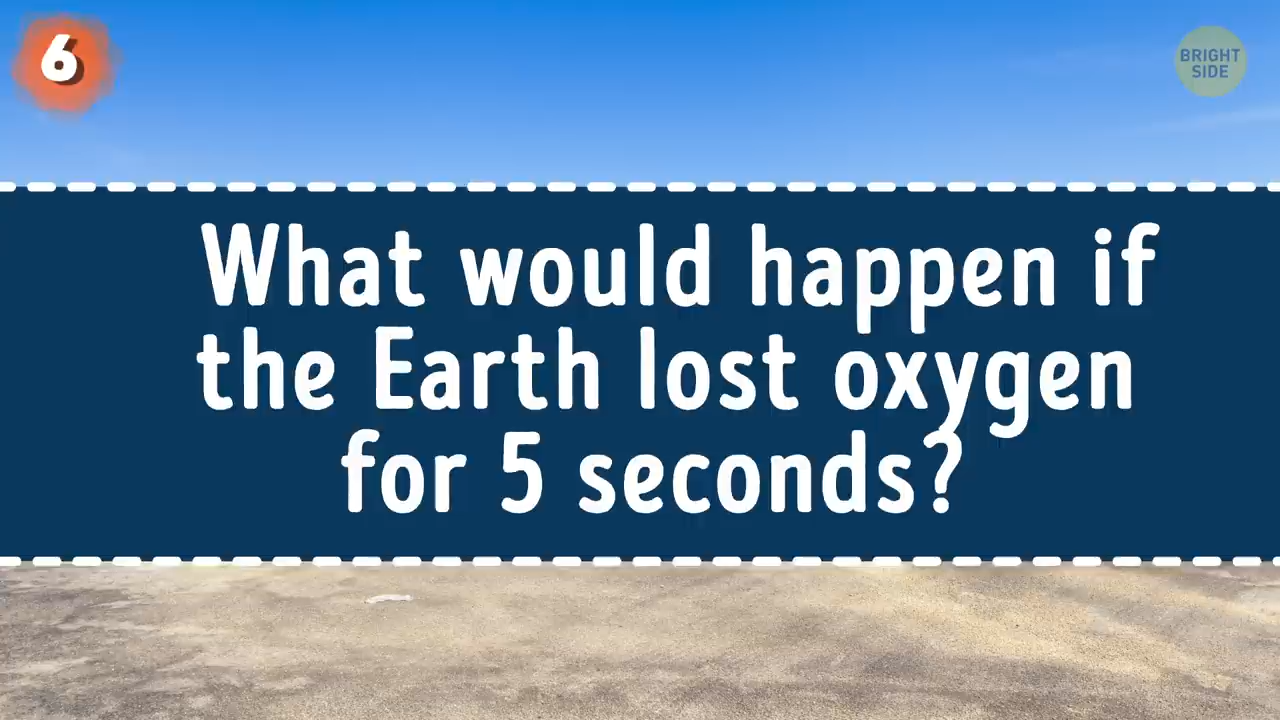 6
BRIGHT
SIDE
What would happen if
the Earth lost oxygen
for 5 seconds?